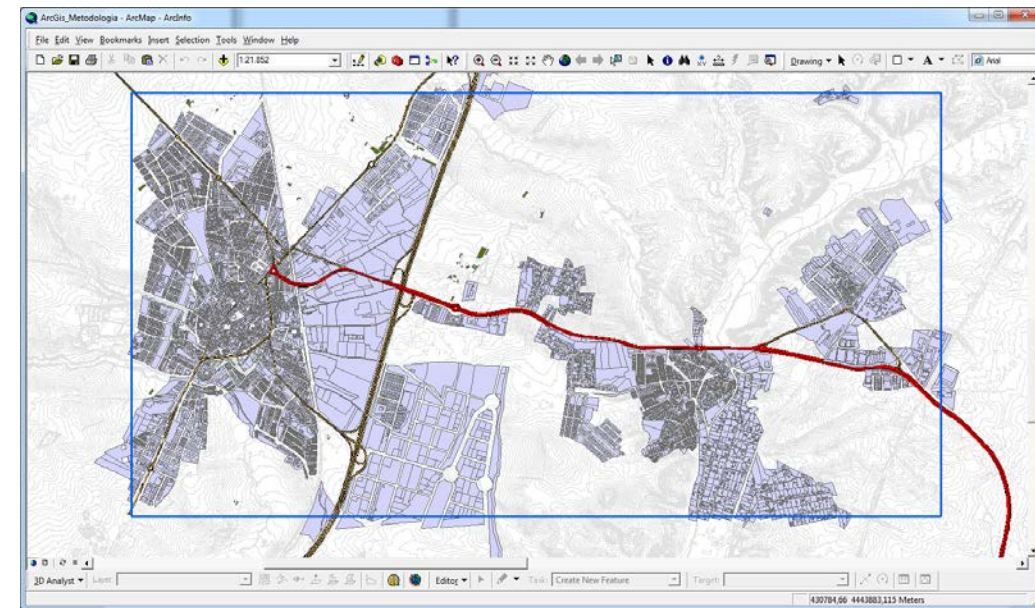 ArcGis_Metodologia - ArcMap - ArcInfo
File Edit View Bookmarks Insert Selection Tools Window Help
1:21.852 Drawing A Arial
3D Analyst Layer: Editor Task: Create New Feature Target:
430784,66 4443883,115 Meters